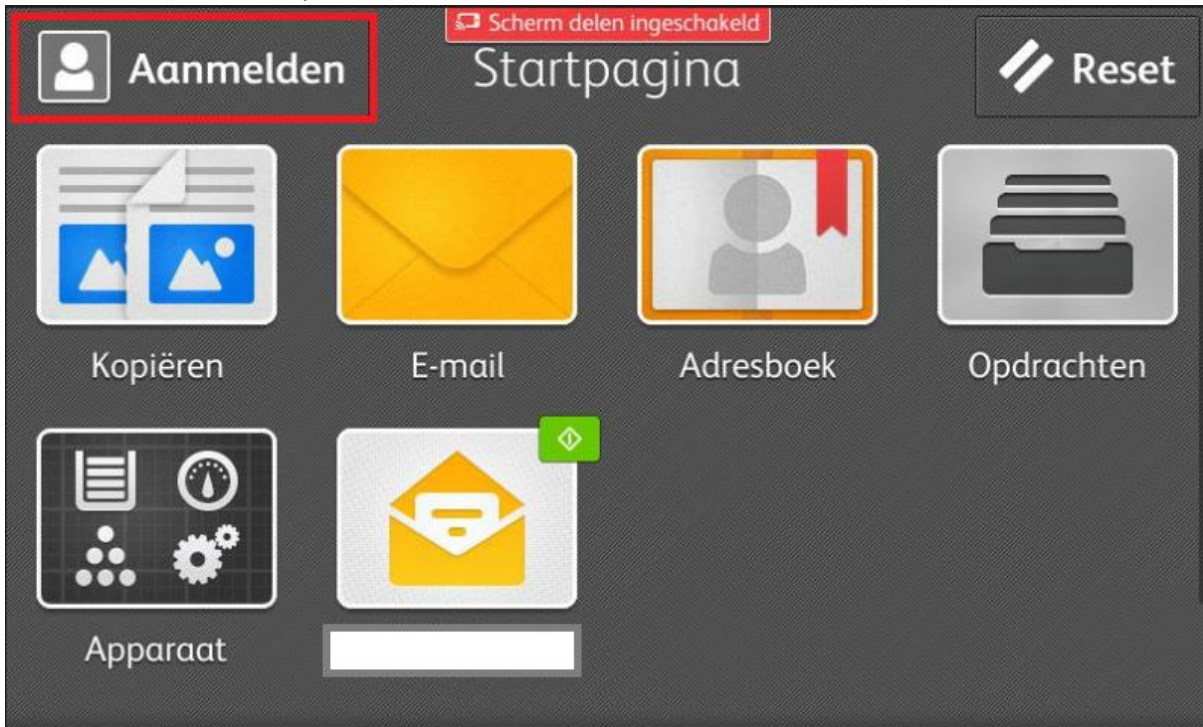 Scherm delen ingeschakeld
Aanmelden
Startpagina
Reset
Kopiëren
E-mail
Adresboek
Opdrachten
Apparaat